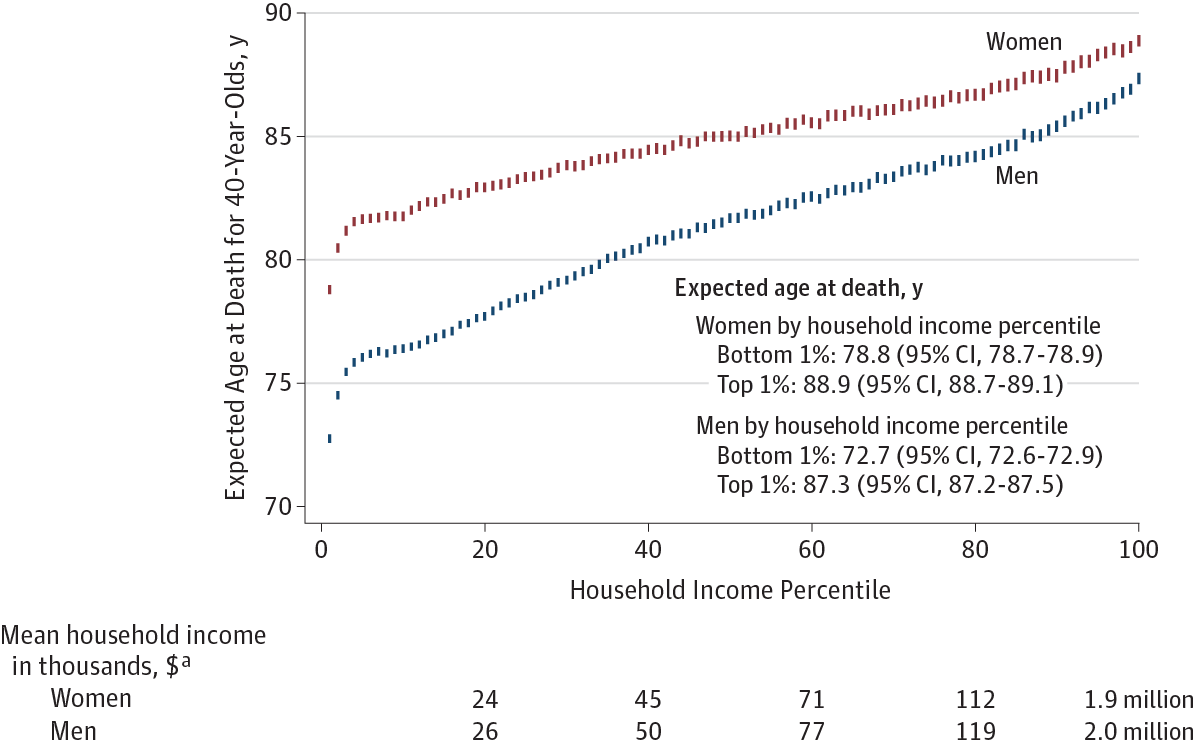 90
85
80
75
70
Expected Age at Death for 40-Year-Olds, y
Women
Men
Expected age at death, y
Women by household income percentile
Bottom 1%: 78.8 (95% CI, 78.7-78.9)
Top 1%: 88.9 (95% CI, 88.7-89.1)
Men by household income percentile
Bottom 1%: 72.7 (95% CI, 72.6-72.9)
Top 1%: 87.3 (95% CI, 87.2-87.5)
0 20 40 60 80 100
Household Income Percentile
Mean household income
in thousands, $a
Women 24 45 71 112 1.9 million
Men 26 50 77 119 2.0 million